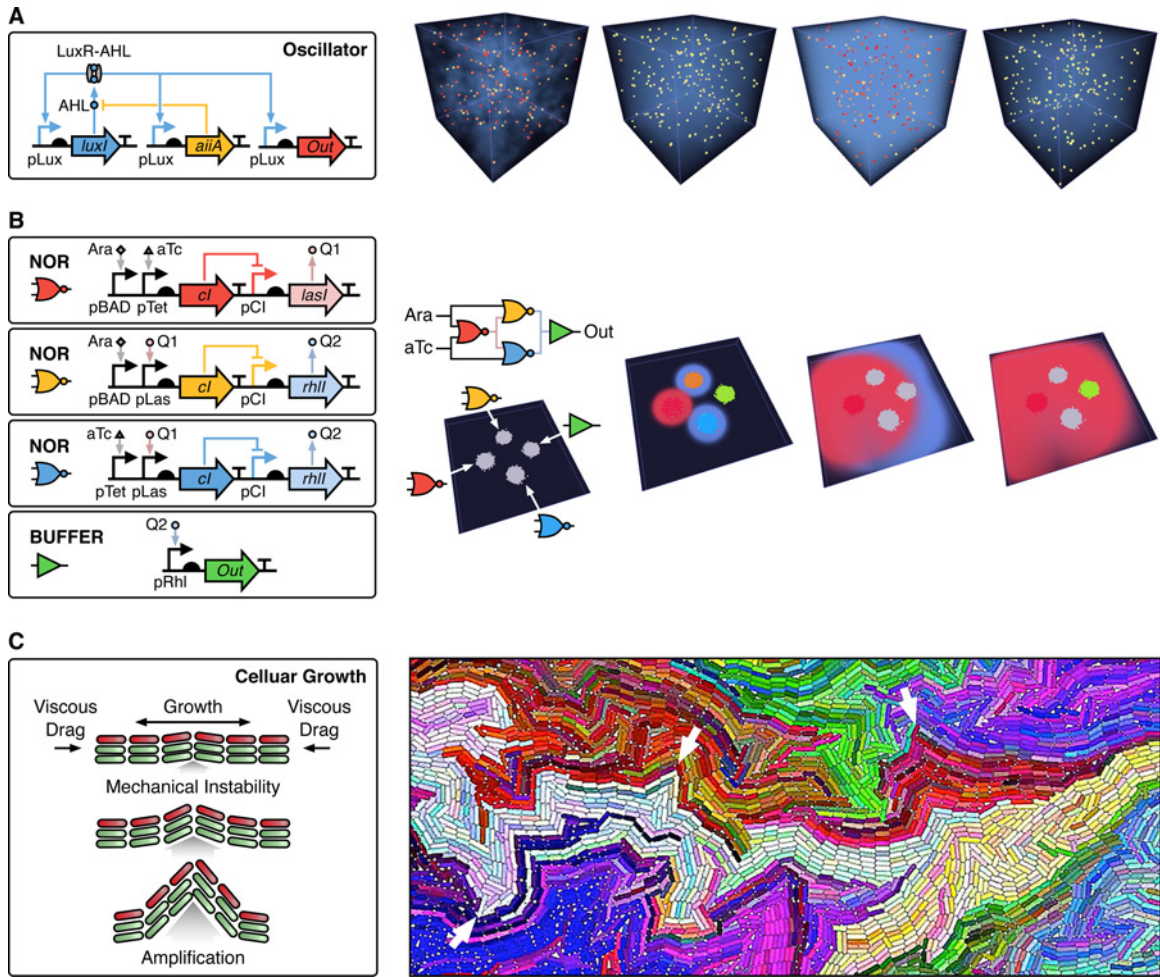 A
Oscillator
LuxR-AHL
AHL
luxI
aiiA
Out
pLux
pLux
pLux
B
NOR
Ara
aTc
Q1
cI
lasI
pBAD
pTet
pCI
NOR
Ara
Q1
Q2
cI
rhlI
pBAD
pLas
pCI
NOR
aTc
Q1
Q2
cI
rhlI
pTet
pLas
pCI
BUFFER
Q2
Out
pRhl
Ara
aTc
Out
C
Celluar Growth
Viscous
Drag
Growth
Viscous
Drag
Mechanical Instability
Amplification